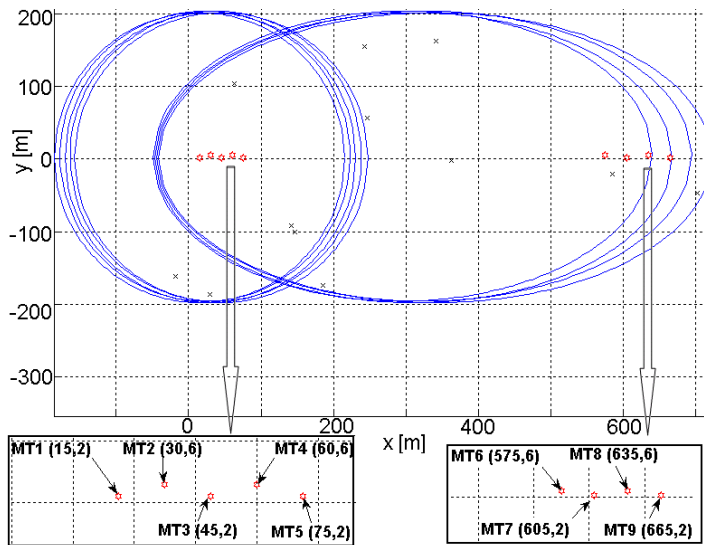 200
100
0
-100
-200
-300
y [m]
0
200
400
600
x [m]
MT1 (15,2)
MT2 (30,6)
MT4 (60,6)
MT3 (45,2)
MT5 (75,2)
MT6 (575,6)
MT8 (635,6)
MT7 (605,2)
MT9 (665,2)